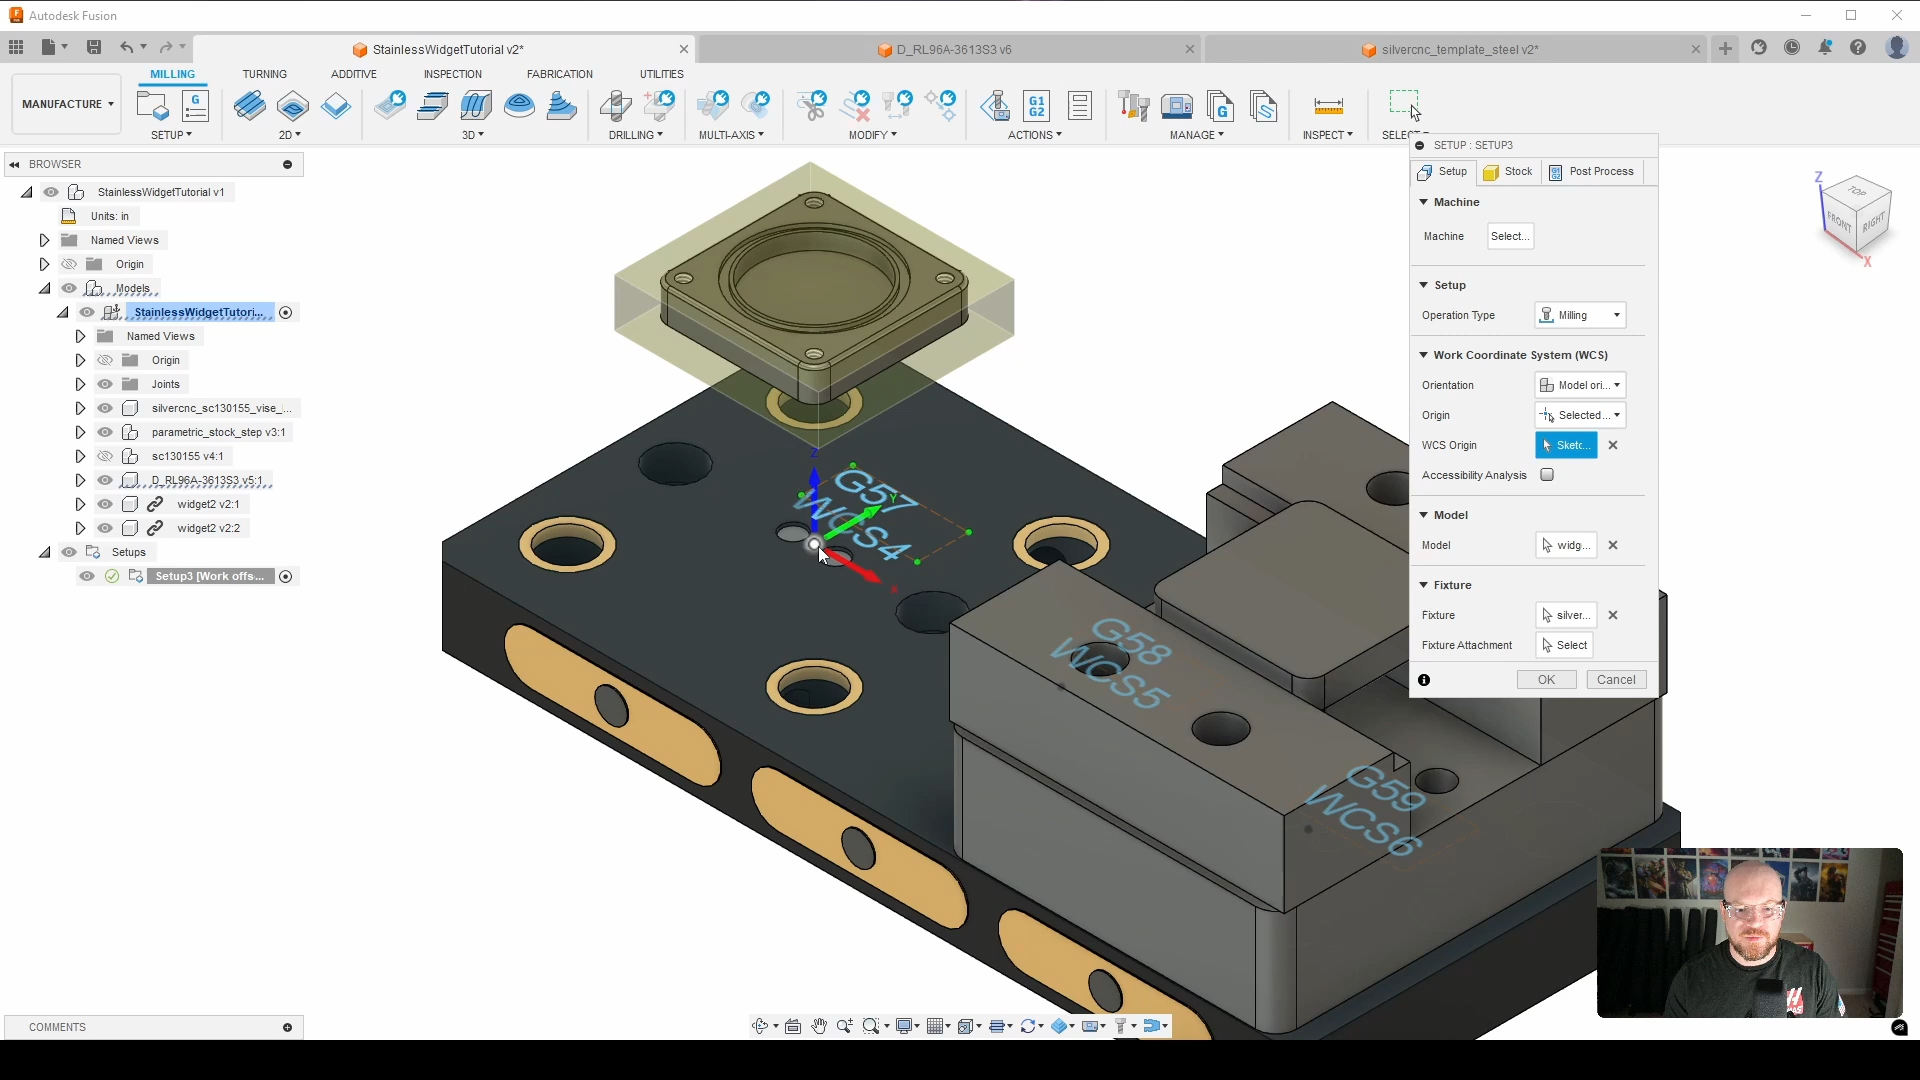 Autodesk Fusion
StainlessWidgetTutorial v2*
D_RL96A-3613S3 v6
silvercnc_template_steel v2*
MANUFACTURE
MILLING
TURNING
ADDITIVE
INSPECTION
FABRICATION
UTILITIES
SETUP
2D
3D
DRILLING
MULTI-AXIS
MODIFY
ACTIONS
MANAGE
INSPECT
SELECT
G1
G2
BROWSER
StainlessWidgetTutorial v1
Units: in
Named Views
Origin
Models
StainlessWidgetTutori...
Named Views
Origin
Joints
silvercnc_sc130155_vise_...
parametric_stock_step v3:1
sc130155 v4:1
D_RL96A-3613S3 v5:1
widget2 v2:1
widget2 v2:2
Setups
Setup3 [Work offs...
COMMENTS
G57
WCS4
G58
WCS5
G59
WCS6
Z
Y
X
Z
TOP
FRONT
RIGHT
X
SETUP : SETUP3
Setup
Stock
Post Process
Machine
Machine
Select...
Setup
Operation Type
Milling
Work Coordinate System (WCS)
Orientation
Model ori...
Origin
Selected...
WCS Origin
Sketc...
Accessibility Analysis
Model
Model
widg...
Fixture
Fixture
silver...
Fixture Attachment
Select
OK
Cancel